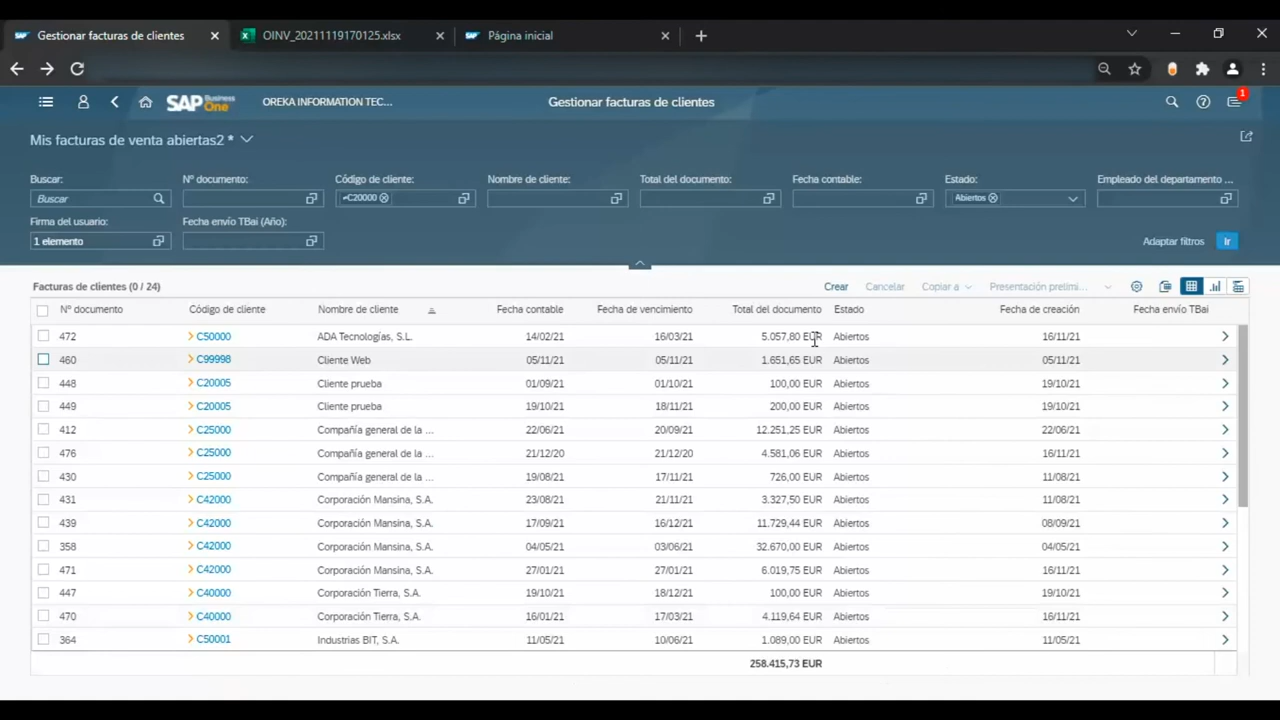 Gestionar facturas de clientes
OINV_20211119170125.xlsx
Página inicial
SAP Business One
OREKA INFORMATION TEC...
Gestionar facturas de clientes
1
Mis facturas de venta abiertas2 *
Buscar: Nº documento: Código de cliente: Nombre de cliente: Total del documento: Fecha contable: Estado: Empleado del departamento ...
Buscar ≠C20000 Abiertos
Firma del usuario: Fecha envío TBai (Año):
1 elemento Adaptar filtros Ir
Facturas de clientes (0 / 24) Crear Cancelar Copiar a Presentación prelimi...
Nº documento Código de cliente Nombre de cliente Fecha contable Fecha de vencimiento Total del documento Estado Fecha de creación Fecha envío TBai
472 C50000 ADA Tecnologías, S.L. 14/02/21 16/03/21 5.057,80 EUR Abiertos 16/11/21
460 C99998 Cliente Web 05/11/21 05/11/21 1.651,65 EUR Abiertos 05/11/21
448 C20005 Cliente prueba 01/09/21 01/10/21 100,00 EUR Abiertos 19/10/21
449 C20005 Cliente prueba 19/10/21 18/11/21 200,00 EUR Abiertos 19/10/21
412 C25000 Compañía general de la ... 22/06/21 20/09/21 12.251,25 EUR Abiertos 22/06/21
476 C25000 Compañía general de la ... 21/12/20 21/12/20 4.581,06 EUR Abiertos 16/11/21
430 C25000 Compañía general de la ... 19/08/21 17/11/21 726,00 EUR Abiertos 11/08/21
431 C42000 Corporación Mansina, S.A. 23/08/21 21/11/21 3.327,50 EUR Abiertos 11/08/21
439 C42000 Corporación Mansina, S.A. 17/09/21 16/12/21 11.729,44 EUR Abiertos 08/09/21
358 C42000 Corporación Mansina, S.A. 04/05/21 03/06/21 32.670,00 EUR Abiertos 04/05/21
471 C42000 Corporación Mansina, S.A. 27/01/21 27/01/21 6.019,75 EUR Abiertos 16/11/21
447 C40000 Corporación Tierra, S.A. 19/10/21 18/12/21 100,00 EUR Abiertos 19/10/21
470 C40000 Corporación Tierra, S.A. 16/01/21 17/03/21 4.119,64 EUR Abiertos 16/11/21
364 C50001 Industrias BIT, S.A. 11/05/21 10/06/21 1.089,00 EUR Abiertos 11/05/21
258.415,73 EUR